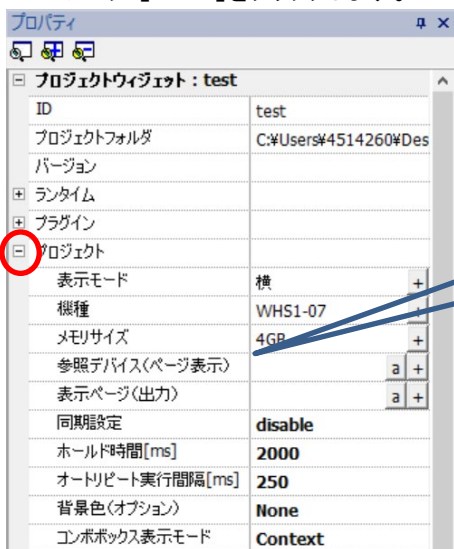 プロパティ
プロジェクトウィジェット : test
ID test
プロジェクトフォルダ C:¥Users¥4514260¥Des
バージョン
ランタイム
プラグイン
プロジェクト
表示モード 横 +
機種 WHS1-07 +
メモリサイズ 4GB +
参照デバイス(ページ表示) a +
表示ページ(出力) a +
同期設定 disable
ホールド時間[ms] 2000
オートリピート実行間隔[ms] 250
背景色(オプション) None
コンボボックス表示モード Context